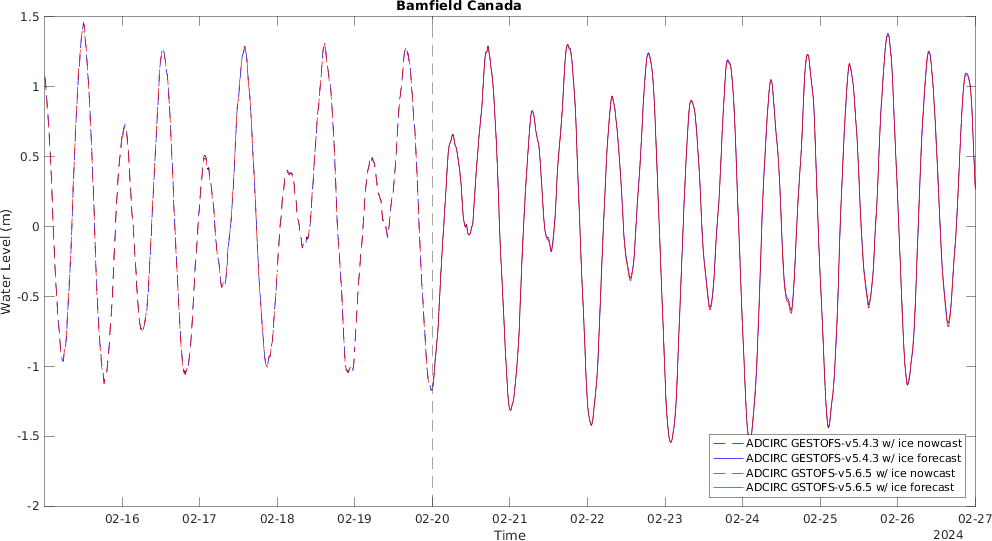 Bamfield Canada
1.5
1
0.5
0
-0.5
-1
-1.5
-2
Water Level (m)
02-16 02-17 02-18 02-19 02-20 02-21 02-22 02-23 02-24 02-25 02-26 02-27
Time
2024
ADCIRC GESTOFS-v5.4.3 w/ ice nowcast
ADCIRC GESTOFS-v5.4.3 w/ ice forecast
ADCIRC GSTOFS-v5.6.5 w/ ice nowcast
ADCIRC GSTOFS-v5.6.5 w/ ice forecast